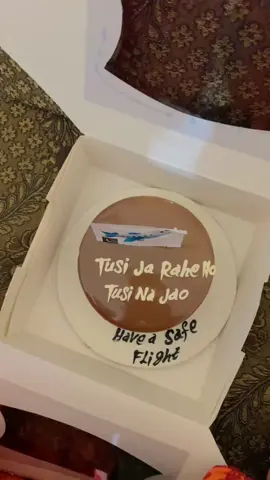 Tusi Ja Rahe Ho
Tusi Na Jao
Have a Safe
Flight